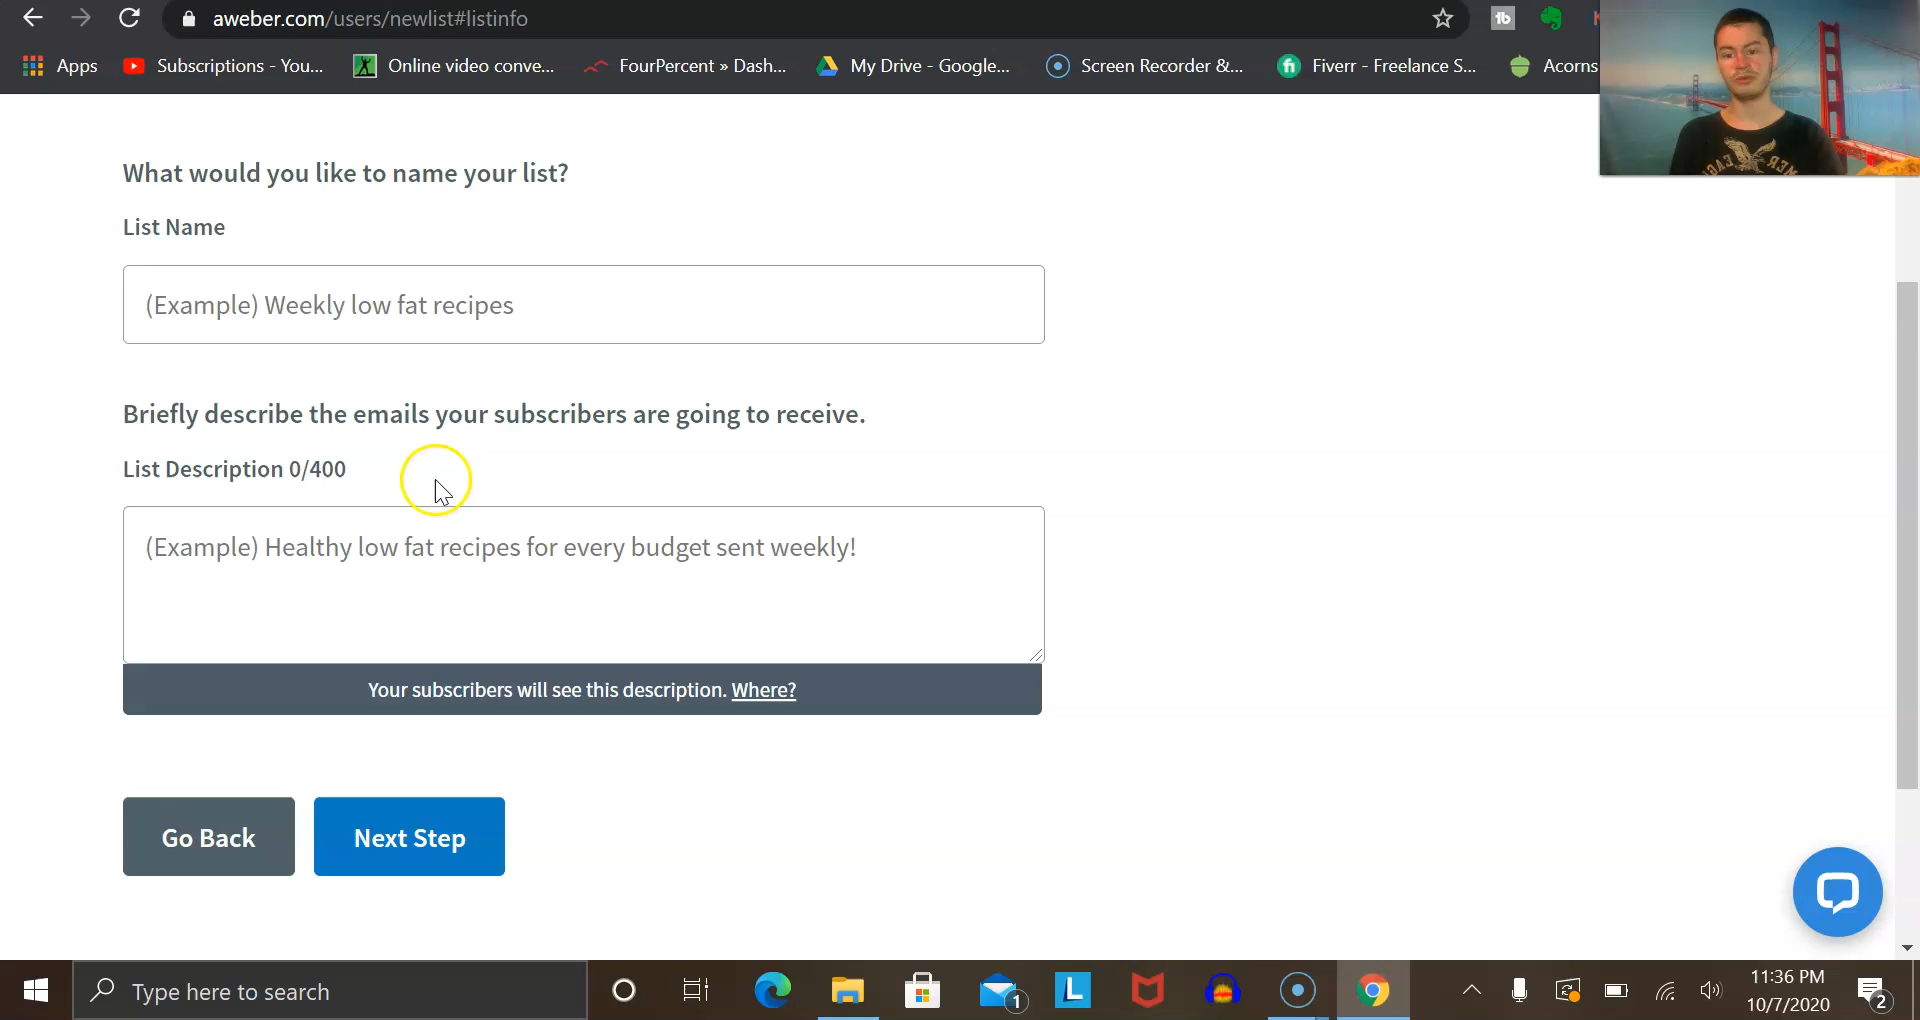 aweber.com/users/newlist#listinfo
Apps Subscriptions - You... Online video conve... FourPercent » Dash... My Drive - Google... Screen Recorder &... Fiverr - Freelance S... Acorns
What would you like to name your list?
List Name
(Example) Weekly low fat recipes
Briefly describe the emails your subscribers are going to receive.
List Description 0/400
(Example) Healthy low fat recipes for every budget sent weekly!
Your subscribers will see this description. Where?
Go Back Next Step
Type here to search
1
L
11:36 PM
10/7/2020
2